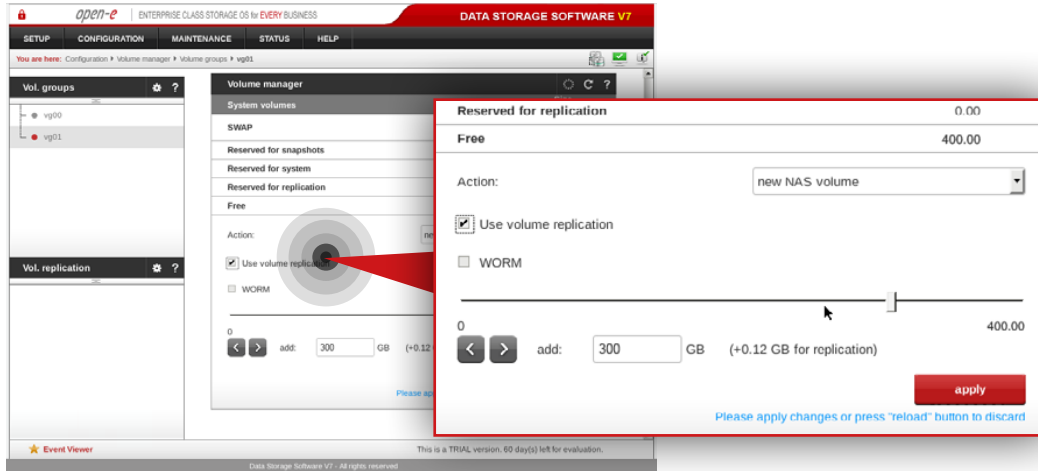 open-e ENTERPRISE CLASS STORAGE OS for EVERY BUSINESS DATA STORAGE SOFTWARE V7
SETUP CONFIGURATION MAINTENANCE STATUS HELP
You are here: Configuration Volume manager Volume groups vg01
Vol. groups ?
vg00
vg01
Vol. replication ?
Volume manager ?
System volumes
SWAP
Reserved for snapshots
Reserved for system
Reserved for replication
Free
Action:
Use volume replication
WORM
0
add: 300 GB (+0.12
Please ap
Reserved for replication 0.00
Free 400.00
Action: new NAS volume
Use volume replication
WORM
0 400.00
add: 300 GB (+0.12 GB for replication)
apply
Please apply changes or press "reload" button to discard
Event Viewer This is a TRIAL version. 60 day(s) left for evaluation.
Data Storage Software V7 - All rights reserved